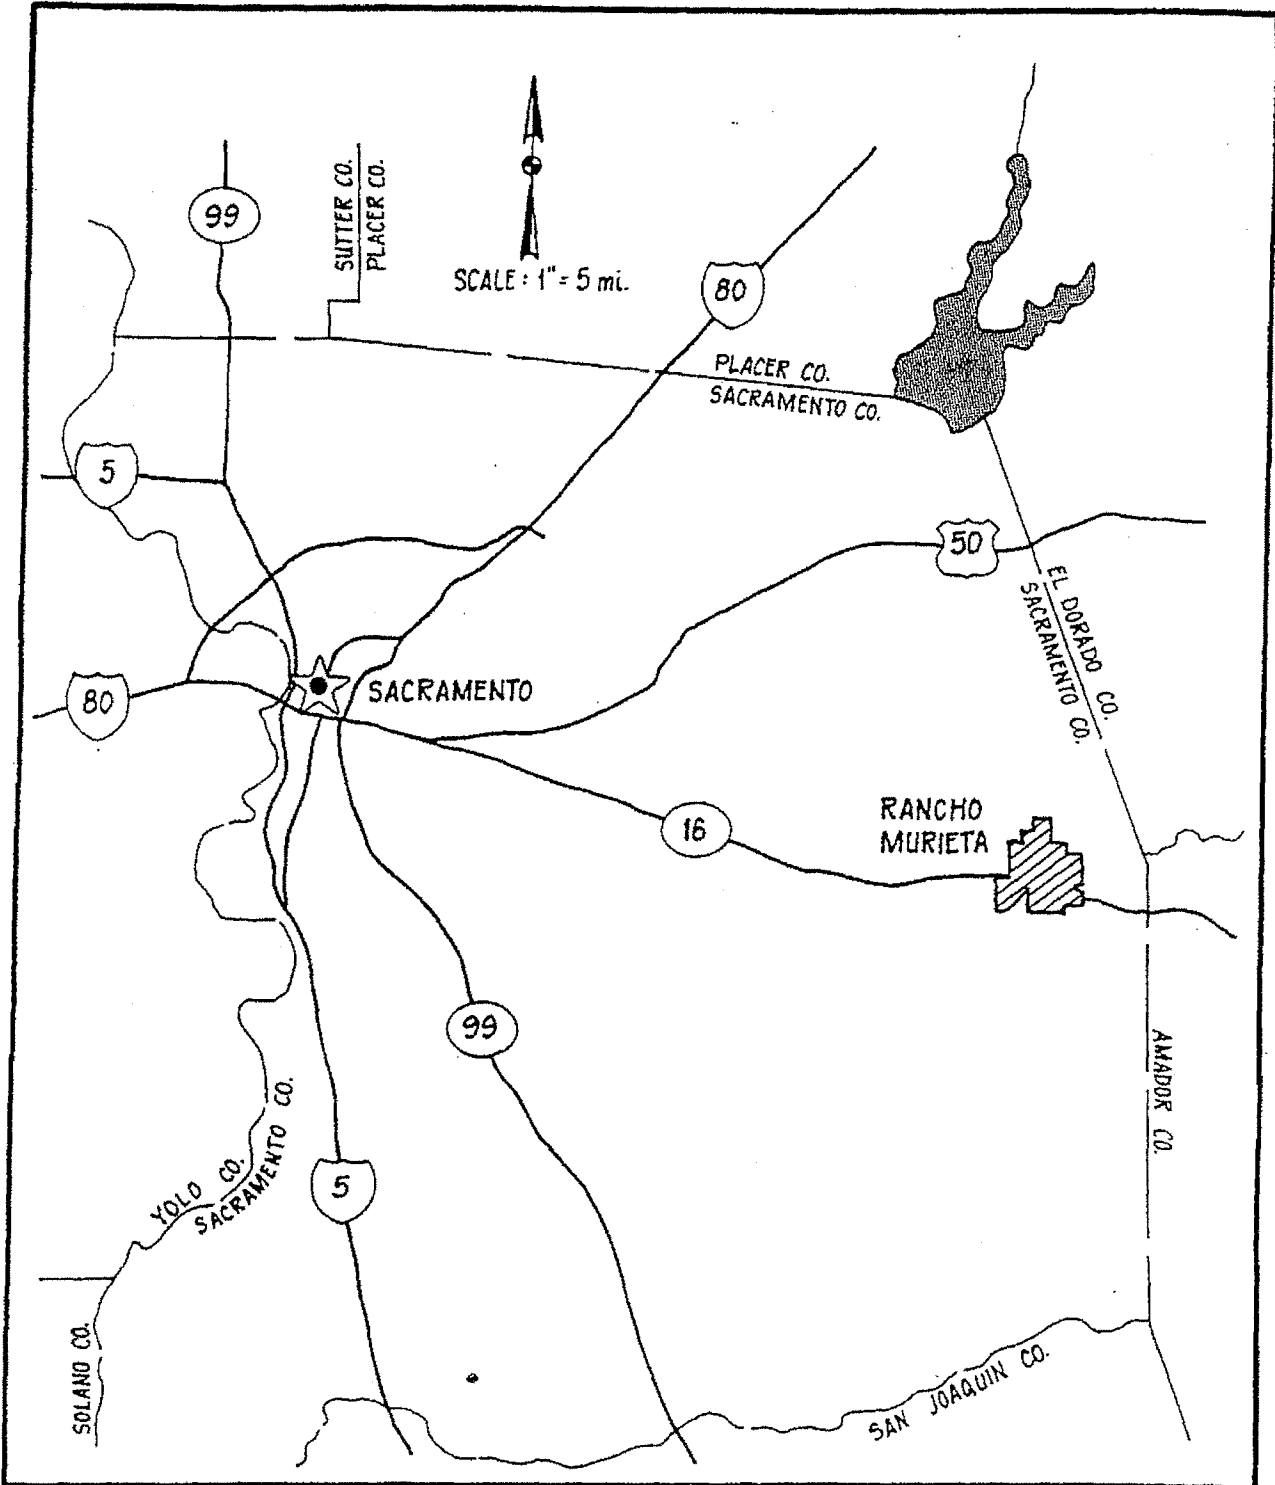 99
SUTTER CO.
PLACER CO.
SCALE : 1" = 5 mi.
80
PLACER CO.
SACRAMENTO CO.
5
50
EL DORADO CO.
SACRAMENTO CO.
80
SACRAMENTO
16
RANCHO
MURIETA
99
AMADOR CO.
5
YOLO CO.
SACRAMENTO CO.
SOLANO CO.
SAN JOAQUIN CO.